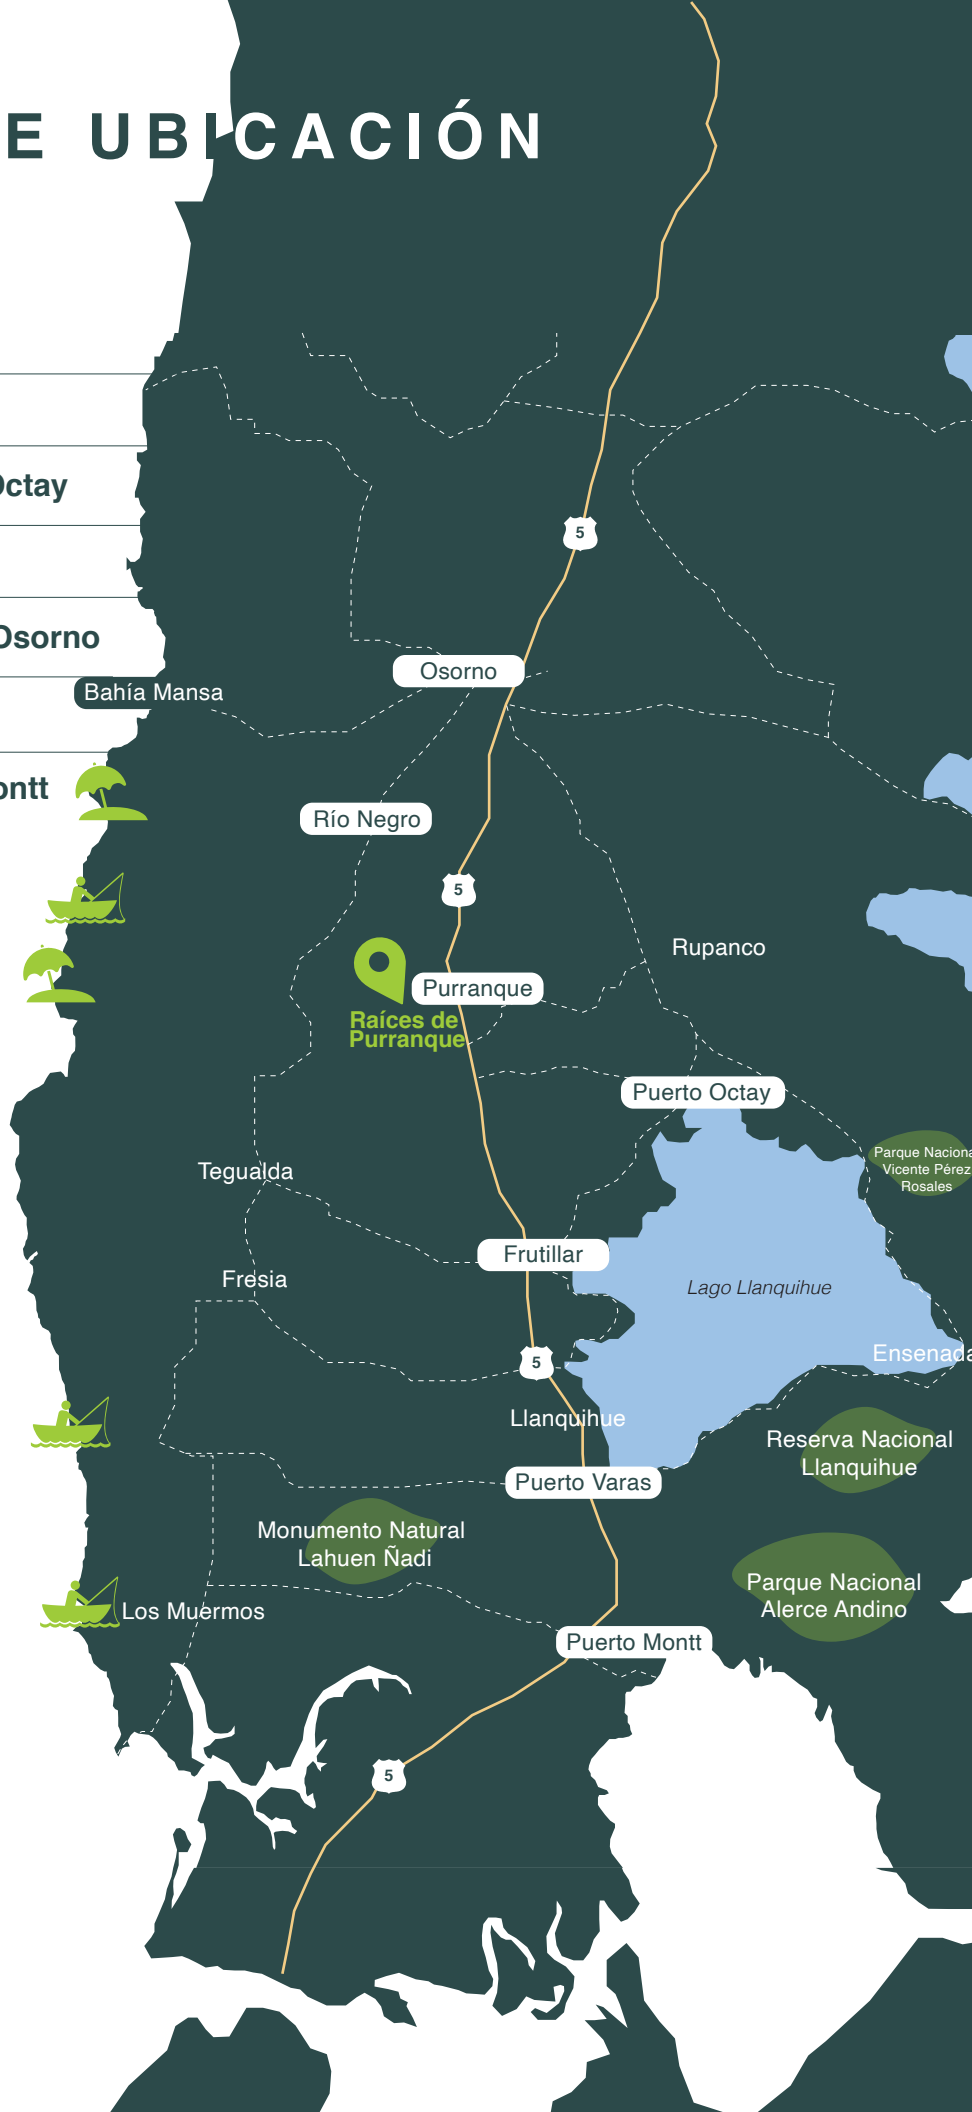 E UBICACIÓN
Octay
5
Osorno
Osorno
Bahía Mansa
ontt
Río Negro
5
Rupanco
Purranque
Raíces de
Purranque
Puerto Octay
Parque Naciona
Vicente Pérez
Rosales
Tegualda
Frutillar
Fresia
Lago Llanquihue
Ensenada
5
Llanquihue
Reserva Nacional
Llanquihue
Puerto Varas
Monumento Natural
Lahuen Ñadi
Parque Nacional
Alerce Andino
Los Muermos
Puerto Montt
5